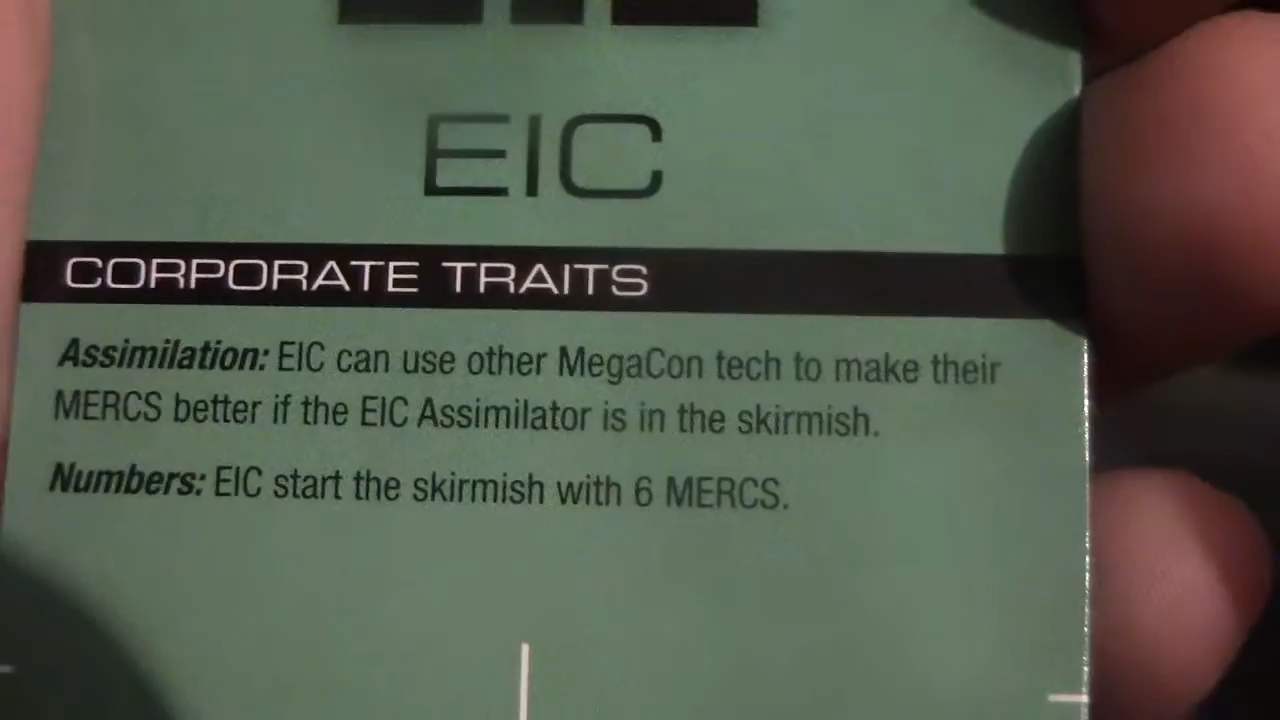 EIC
CORPORATE TRAITS
Assimilation: EIC can use other MegaCon tech to make their
MERCS better if the EIC Assimilator is in the skirmish.
Numbers: EIC start the skirmish with 6 MERCS.